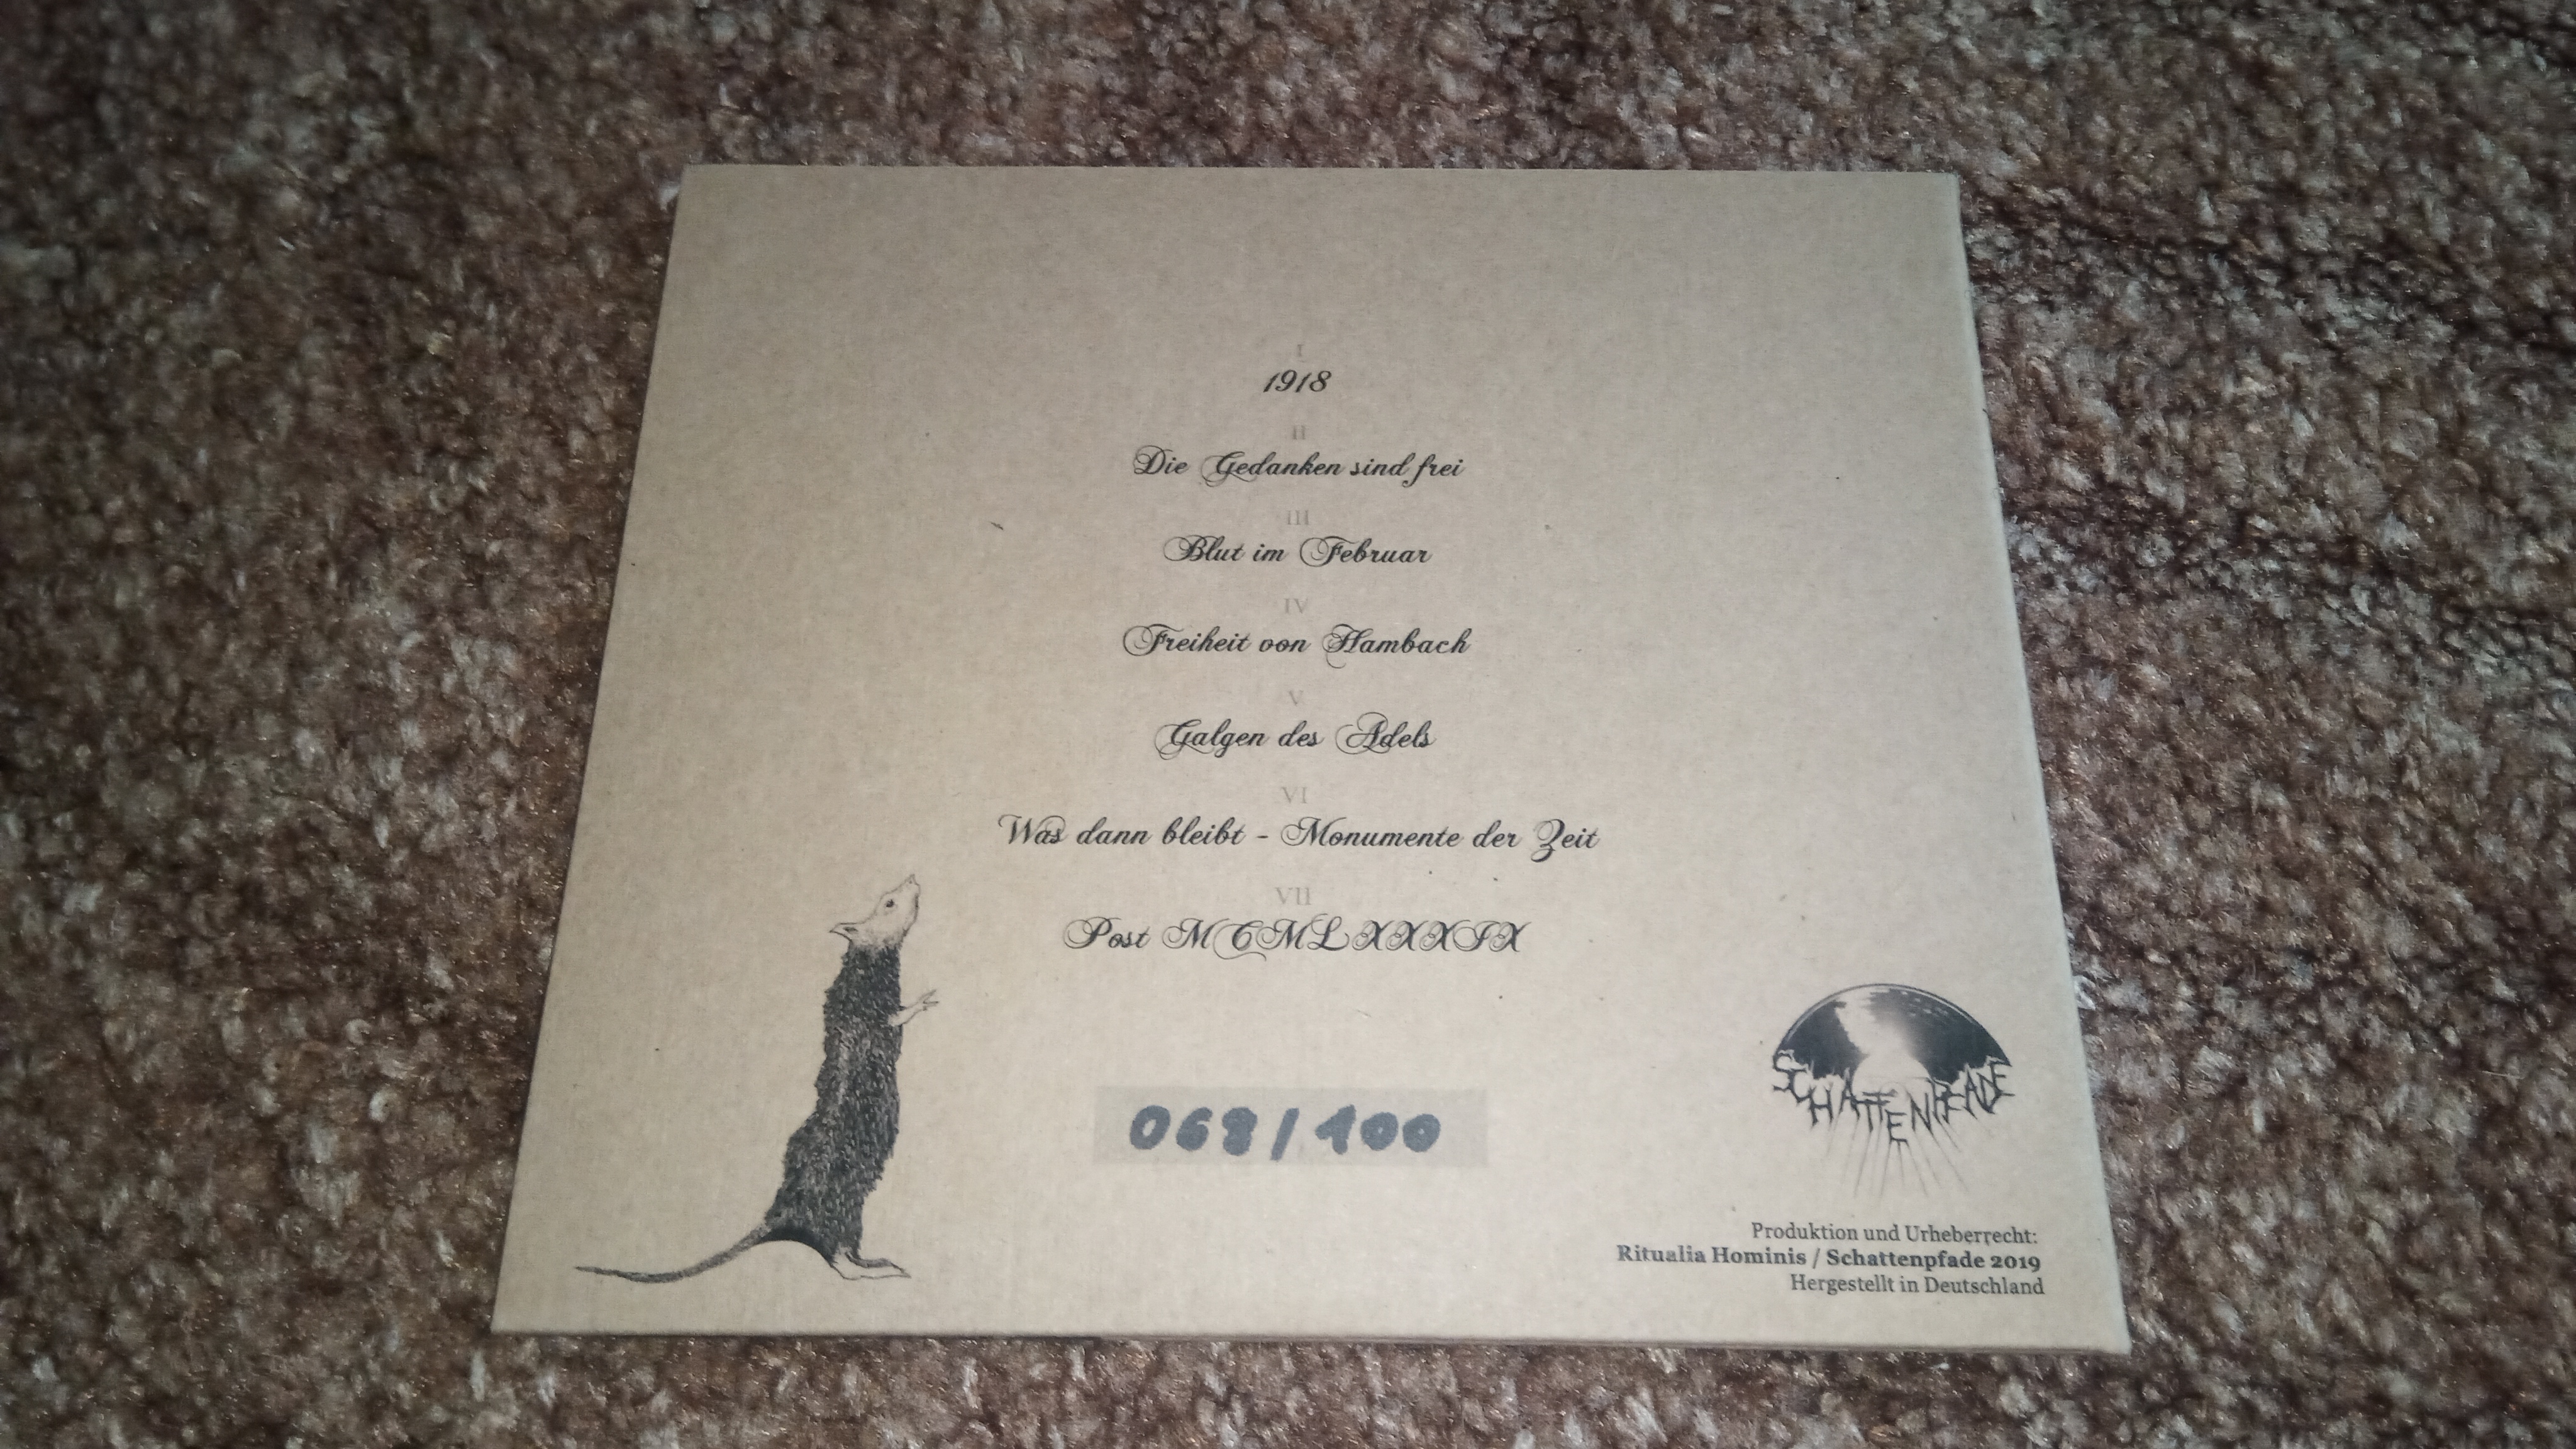 I
1918
II
Die Gedanken sind frei
III
Blut im Februar
IV
Freiheit von Hambach
V
Galgen des Adels
VI
Was dann bleibt - Monumente der Zeit
VII
Post MCMLXXXIX
068/100
SCHATTENPFADE
Produktion und Urheberrecht:
Ritualia Hominis / Schattenpfade 2019
Hergestellt in Deutschland